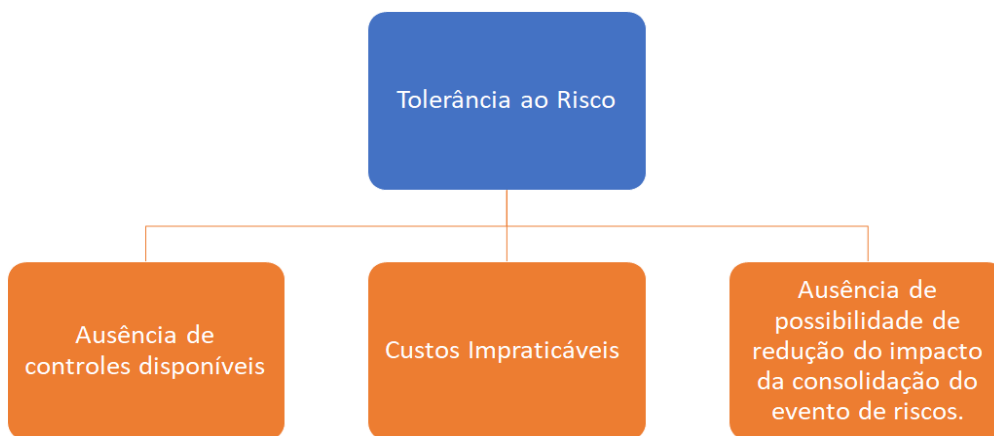 Tolerância ao Risco
Ausência de
controles disponíveis
Custos Impraticáveis
Ausência de
possibilidade de
redução do impacto
da consolidação do
evento de riscos.